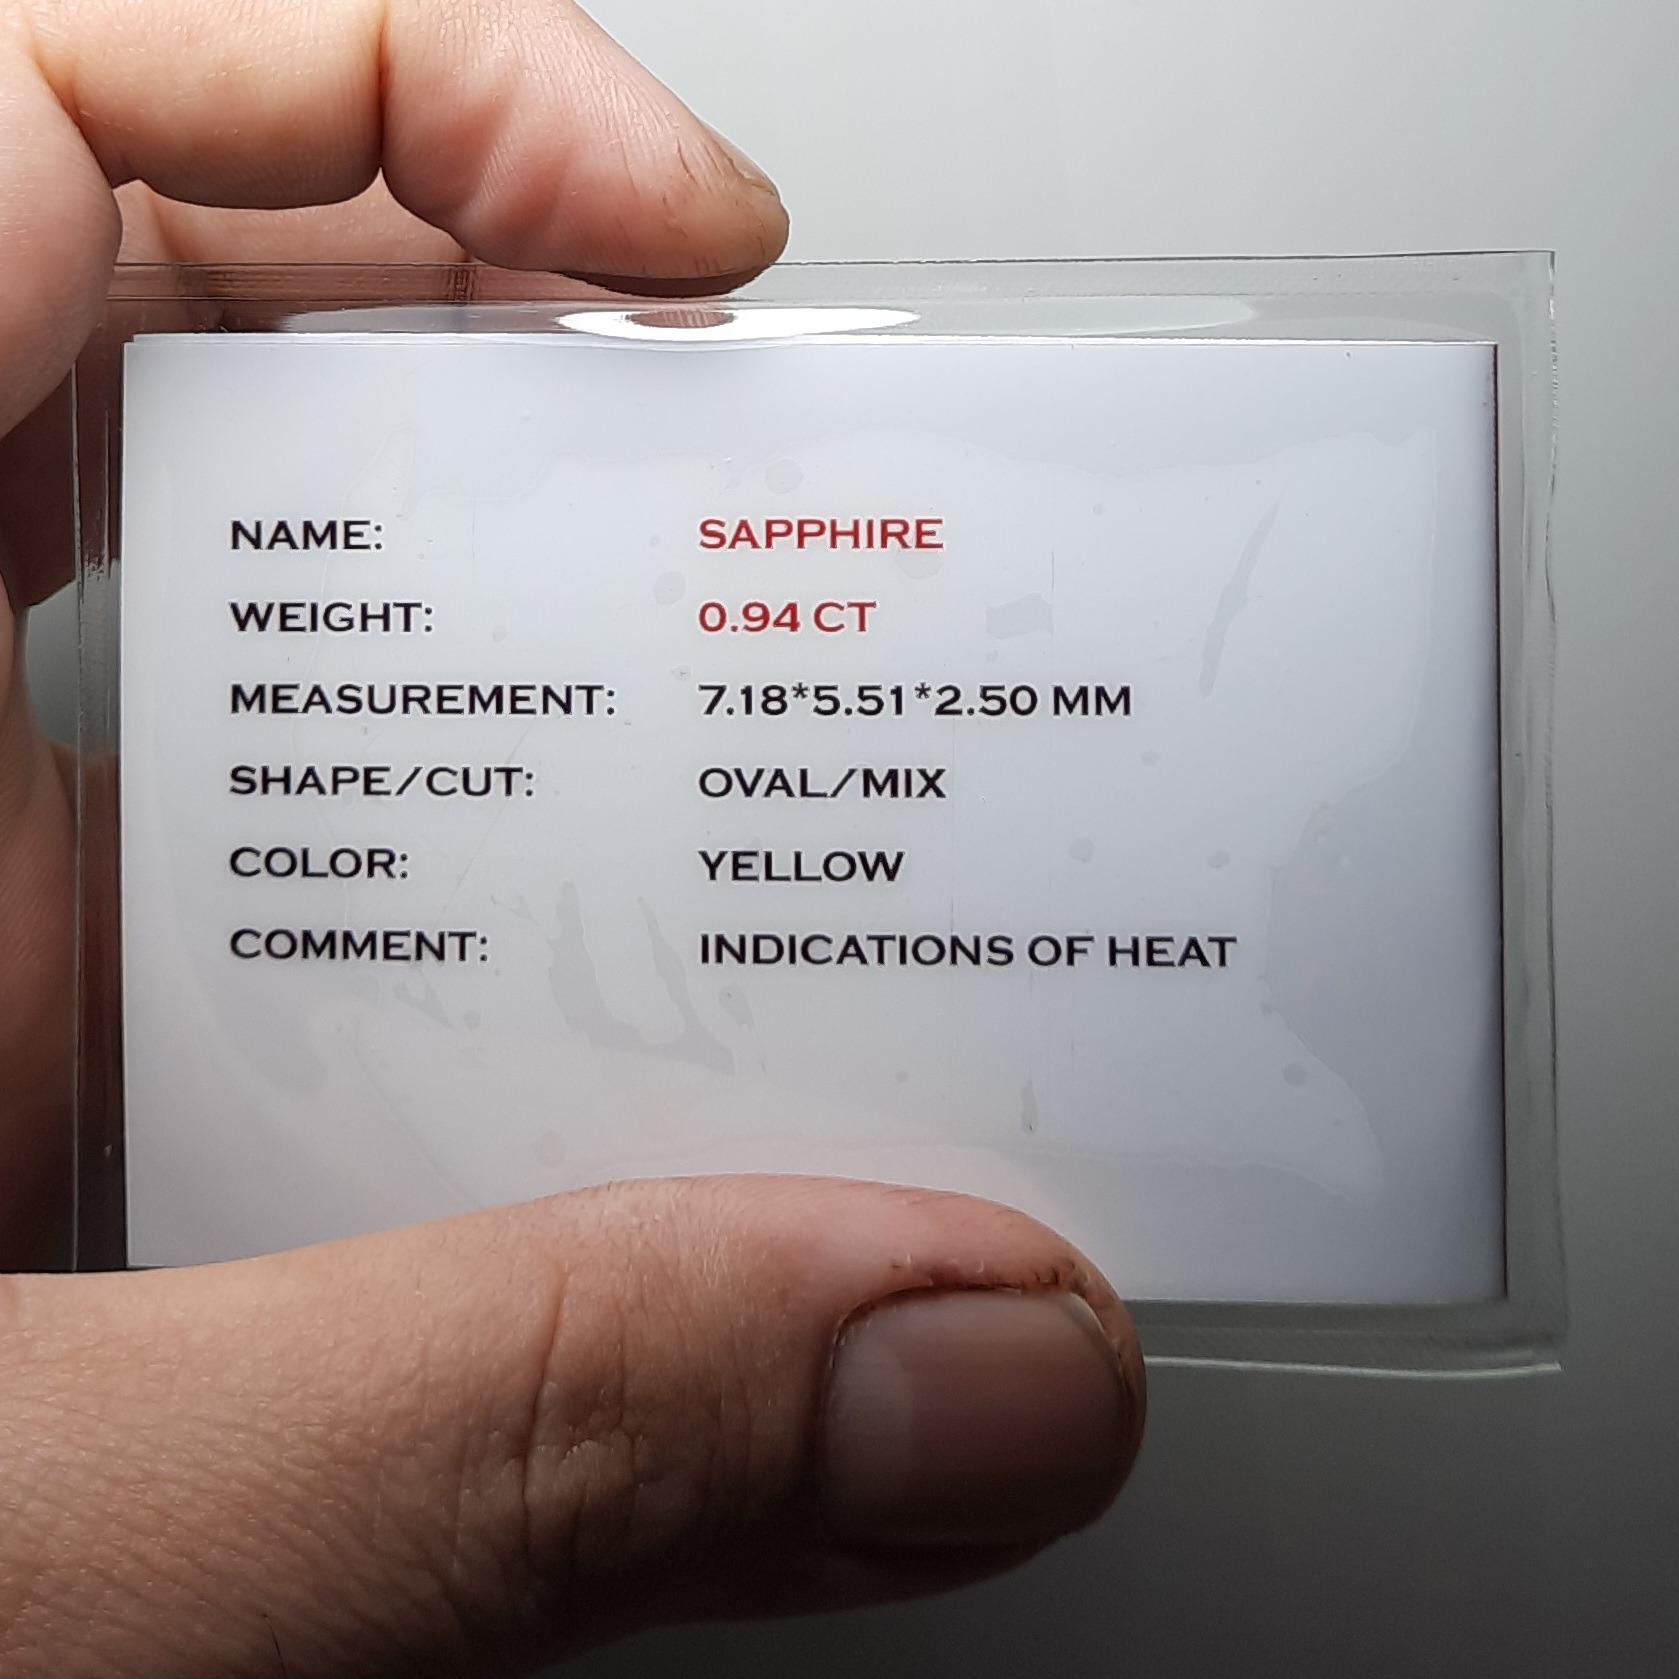 NAME: SAPPHIRE
WEIGHT: 0.94 CT
MEASUREMENT: 7.18*5.51*2.50 MM
SHAPE/CUT: OVAL/MIX
COLOR: YELLOW
COMMENT: INDICATIONS OF HEAT